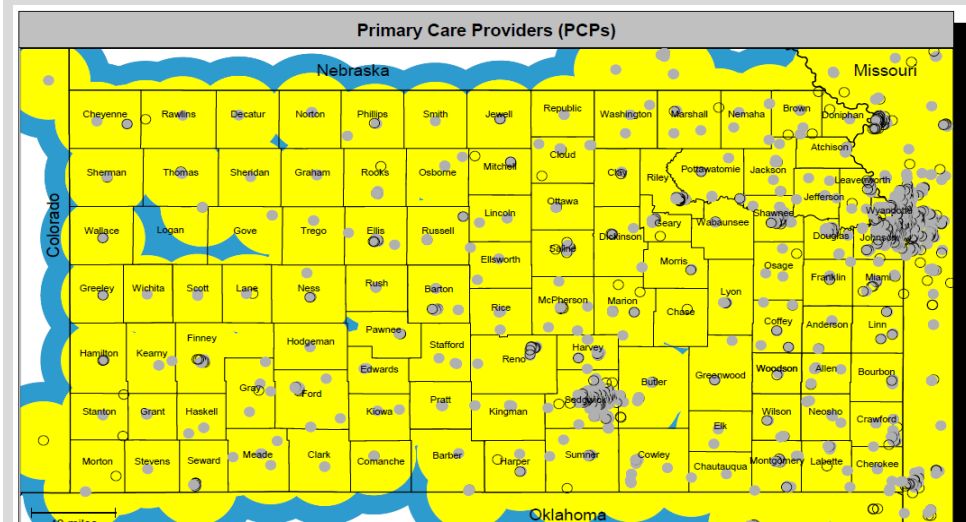 Primary Care Providers (PCPs)
Nebraska
Missouri
Colorado
Oklahoma
Cheyenne
Rawlins
Decatur
Norton
Phillips
Smith
Jewell
Republic
Washington
Marshall
Nemaha
Brown
Doniphan
Atchison
Sherman
Thomas
Sheridan
Graham
Rooks
Osborne
Mitchell
Cloud
Clay
Riley
Pottawatomie
Jackson
Jefferson
Leavenworth
Wyandotte
Wallace
Logan
Gove
Trego
Ellis
Russell
Lincoln
Ottawa
Saline
Dickinson
Geary
Wabaunsee
Shawnee
Douglas
Johnson
Ellsworth
Morris
Osage
Franklin
Miami
Greeley
Wichita
Scott
Lane
Ness
Rush
Barton
Rice
McPherson
Marion
Chase
Lyon
Coffey
Anderson
Linn
Hamilton
Kearny
Finney
Hodgeman
Pawnee
Stafford
Edwards
Reno
Harvey
Butler
Greenwood
Woodson
Allen
Bourbon
Gray
Ford
Stanton
Grant
Haskell
Kiowa
Pratt
Kingman
Sedgwick
Elk
Wilson
Neosho
Crawford
Morton
Stevens
Seward
Meade
Clark
Comanche
Barber
Harper
Sumner
Cowley
Chautauqua
Montgomery
Labette
Cherokee